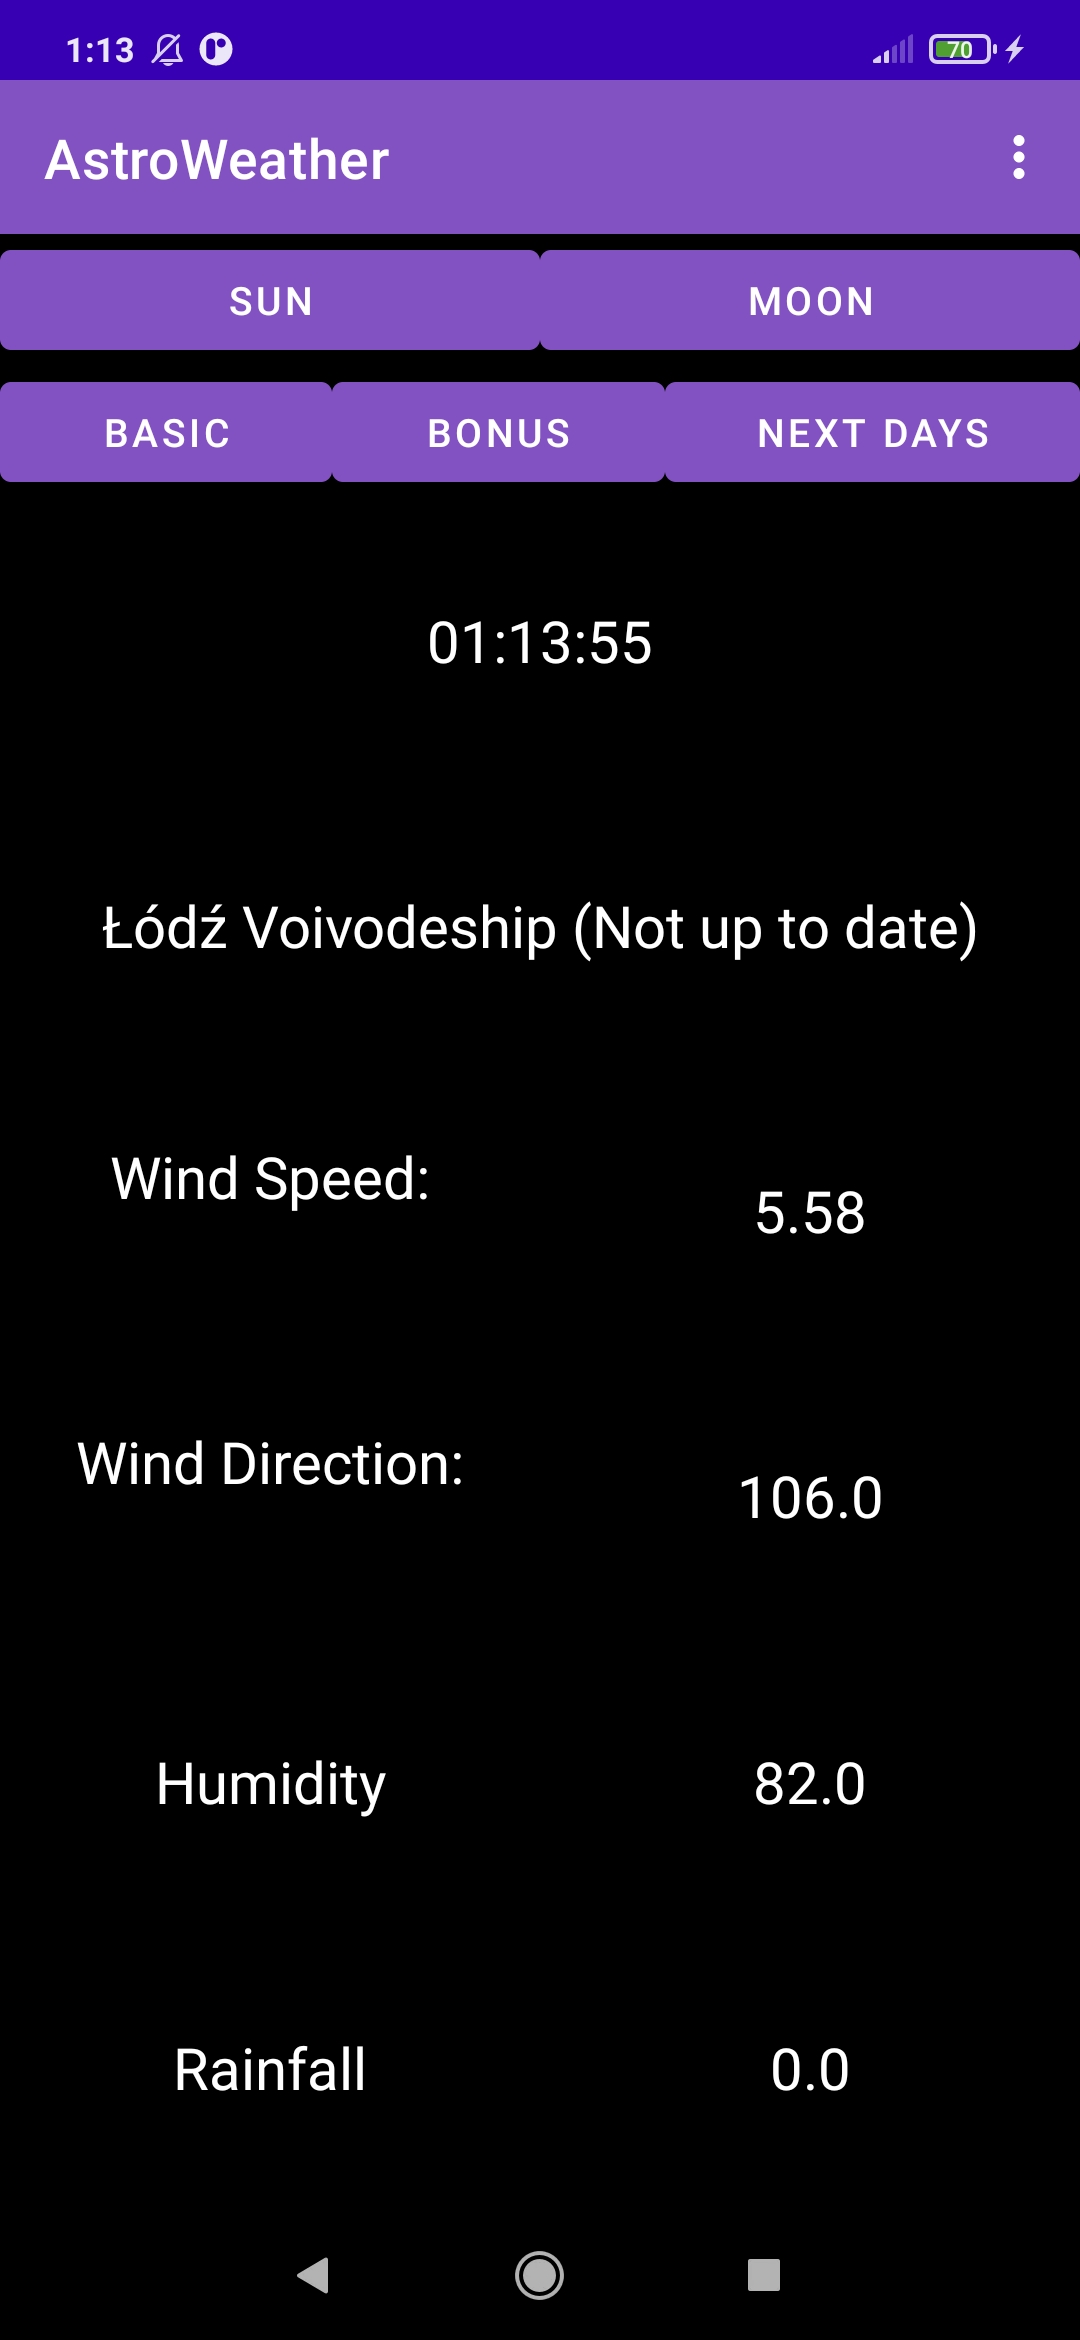 1:13
70
AstroWeather
SUN MOON
BASIC BONUS NEXT DAYS
01:13:55
Łódź Voivodeship (Not up to date)
Wind Speed: 5.58
Wind Direction: 106.0
Humidity 82.0
Rainfall 0.0